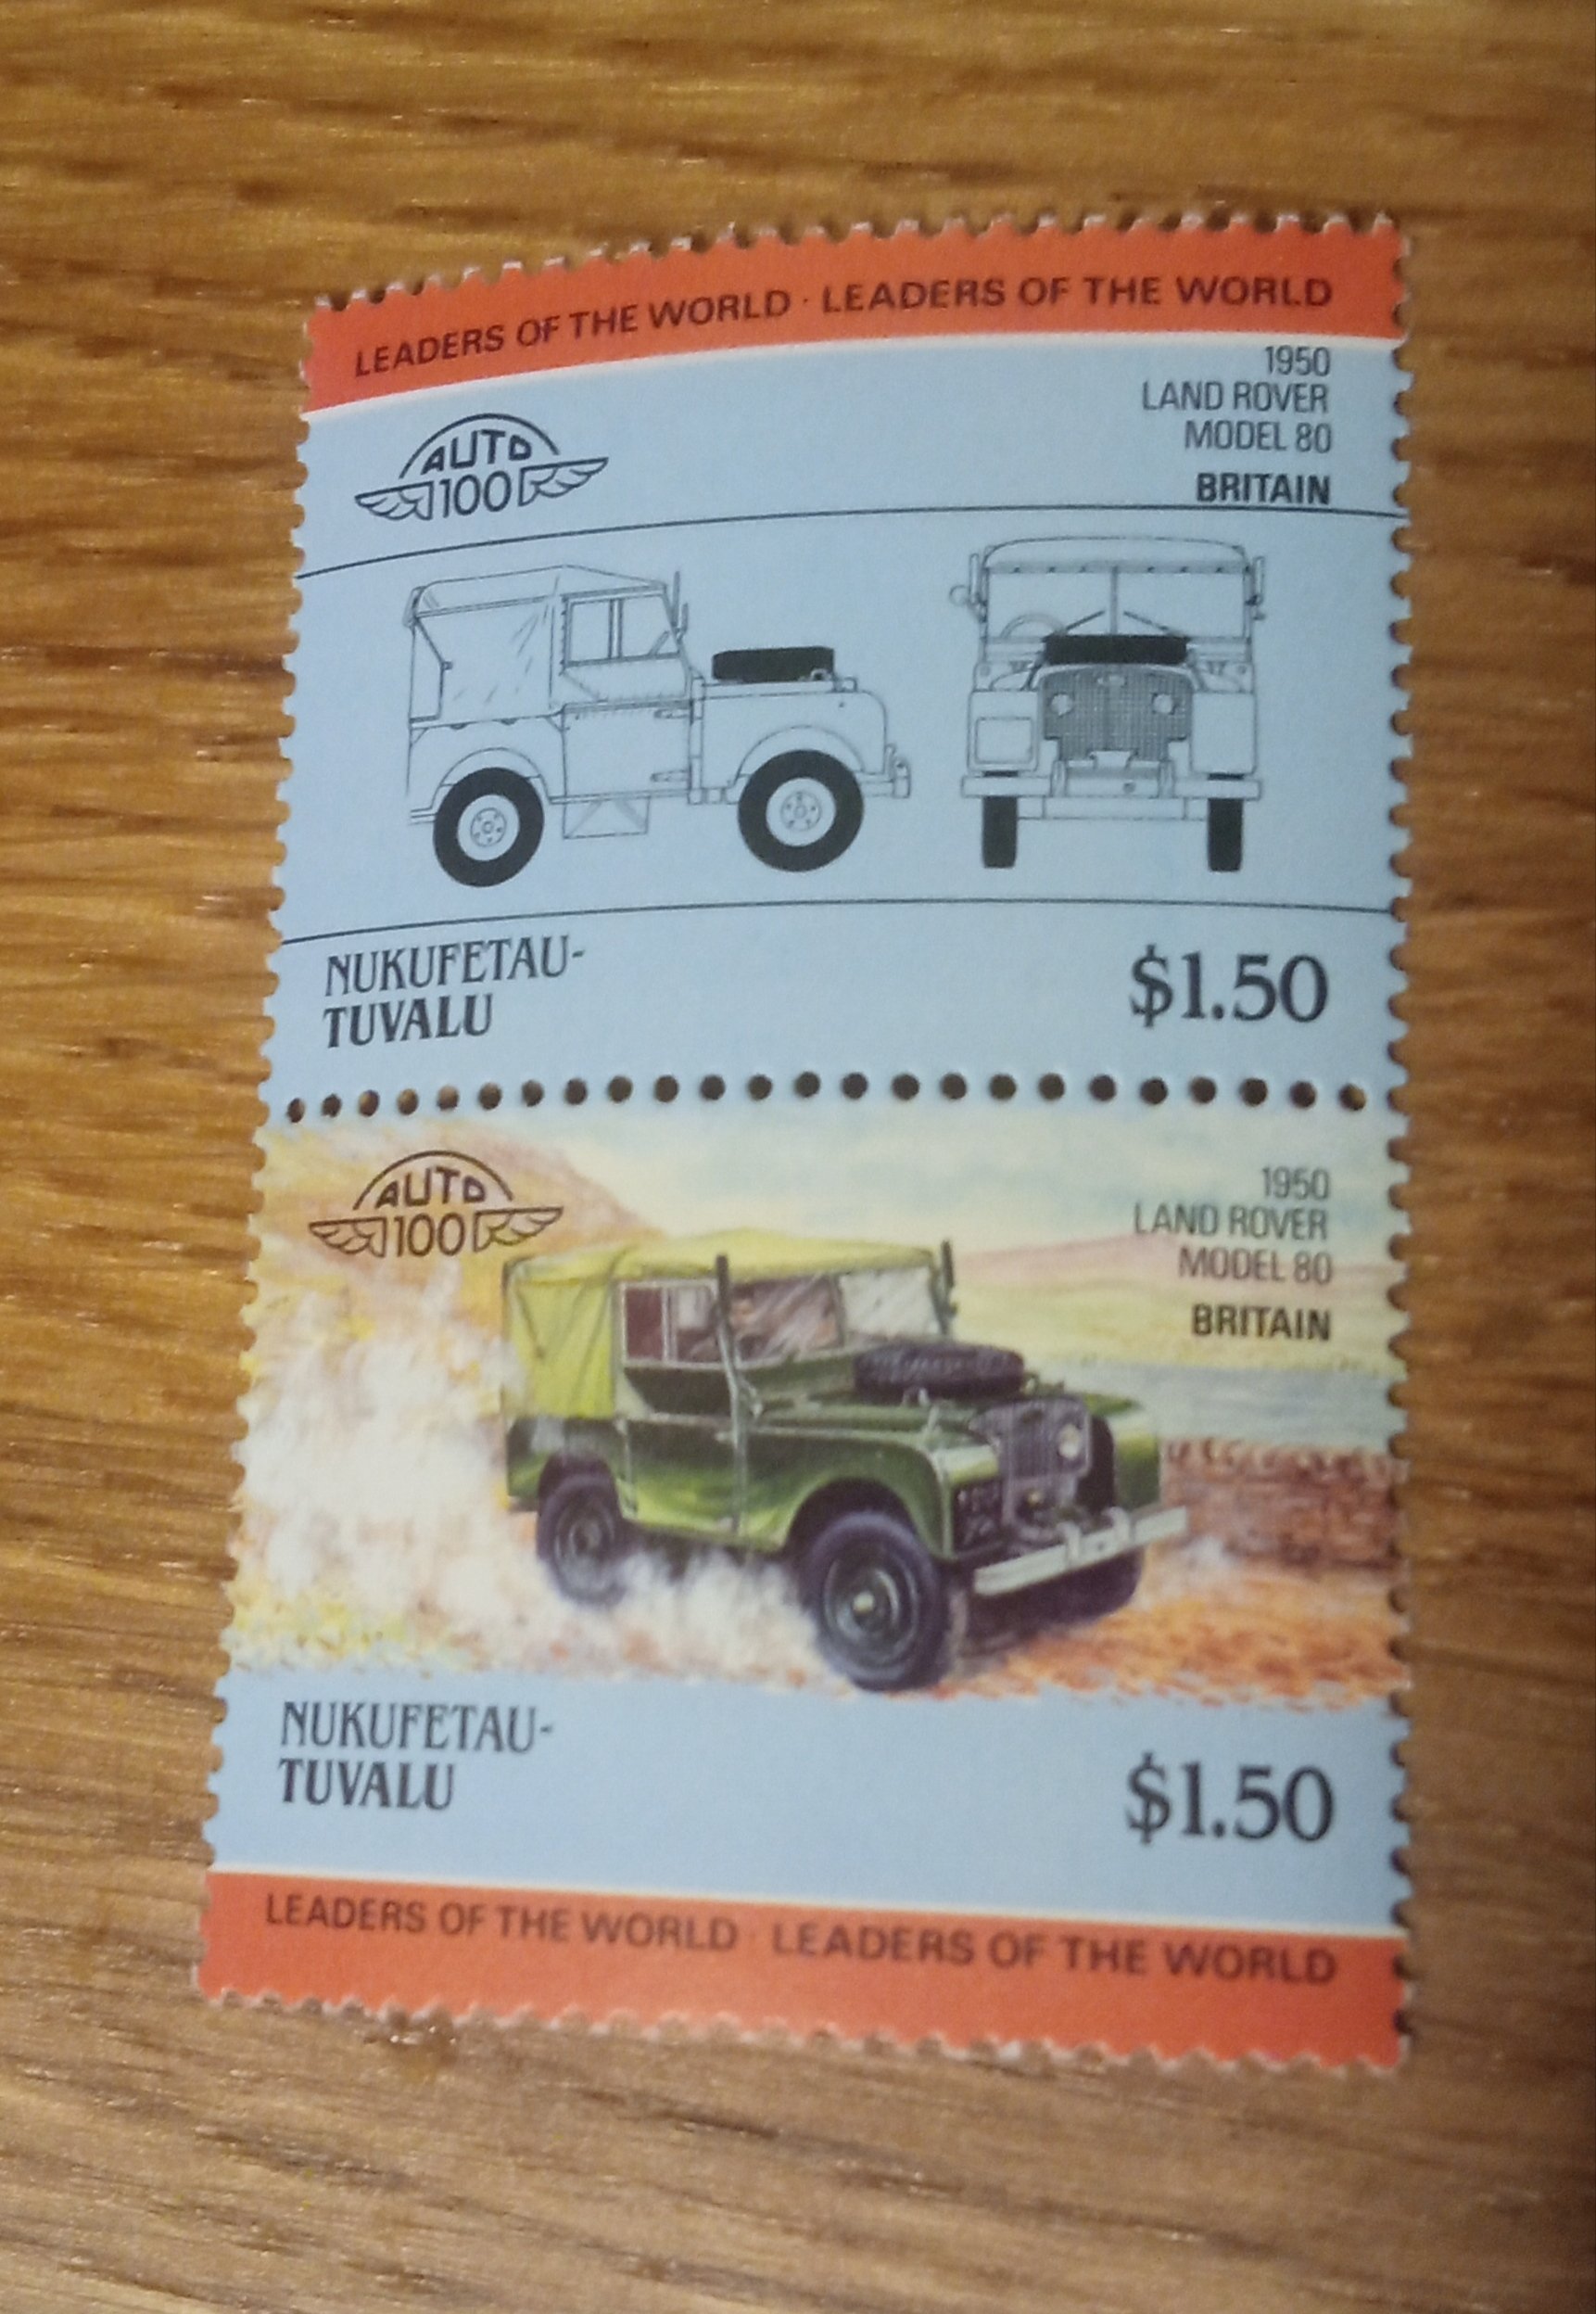 LEADERS OF THE WORLD · LEADERS OF THE WORLD
AUTO
100
1950
LAND ROVER
MODEL 80
BRITAIN
NUKUFETAU-
TUVALU
$1.50
AUTO
100
1950
LAND ROVER
MODEL 80
BRITAIN
NUKUFETAU-
TUVALU
$1.50
LEADERS OF THE WORLD · LEADERS OF THE WORLD